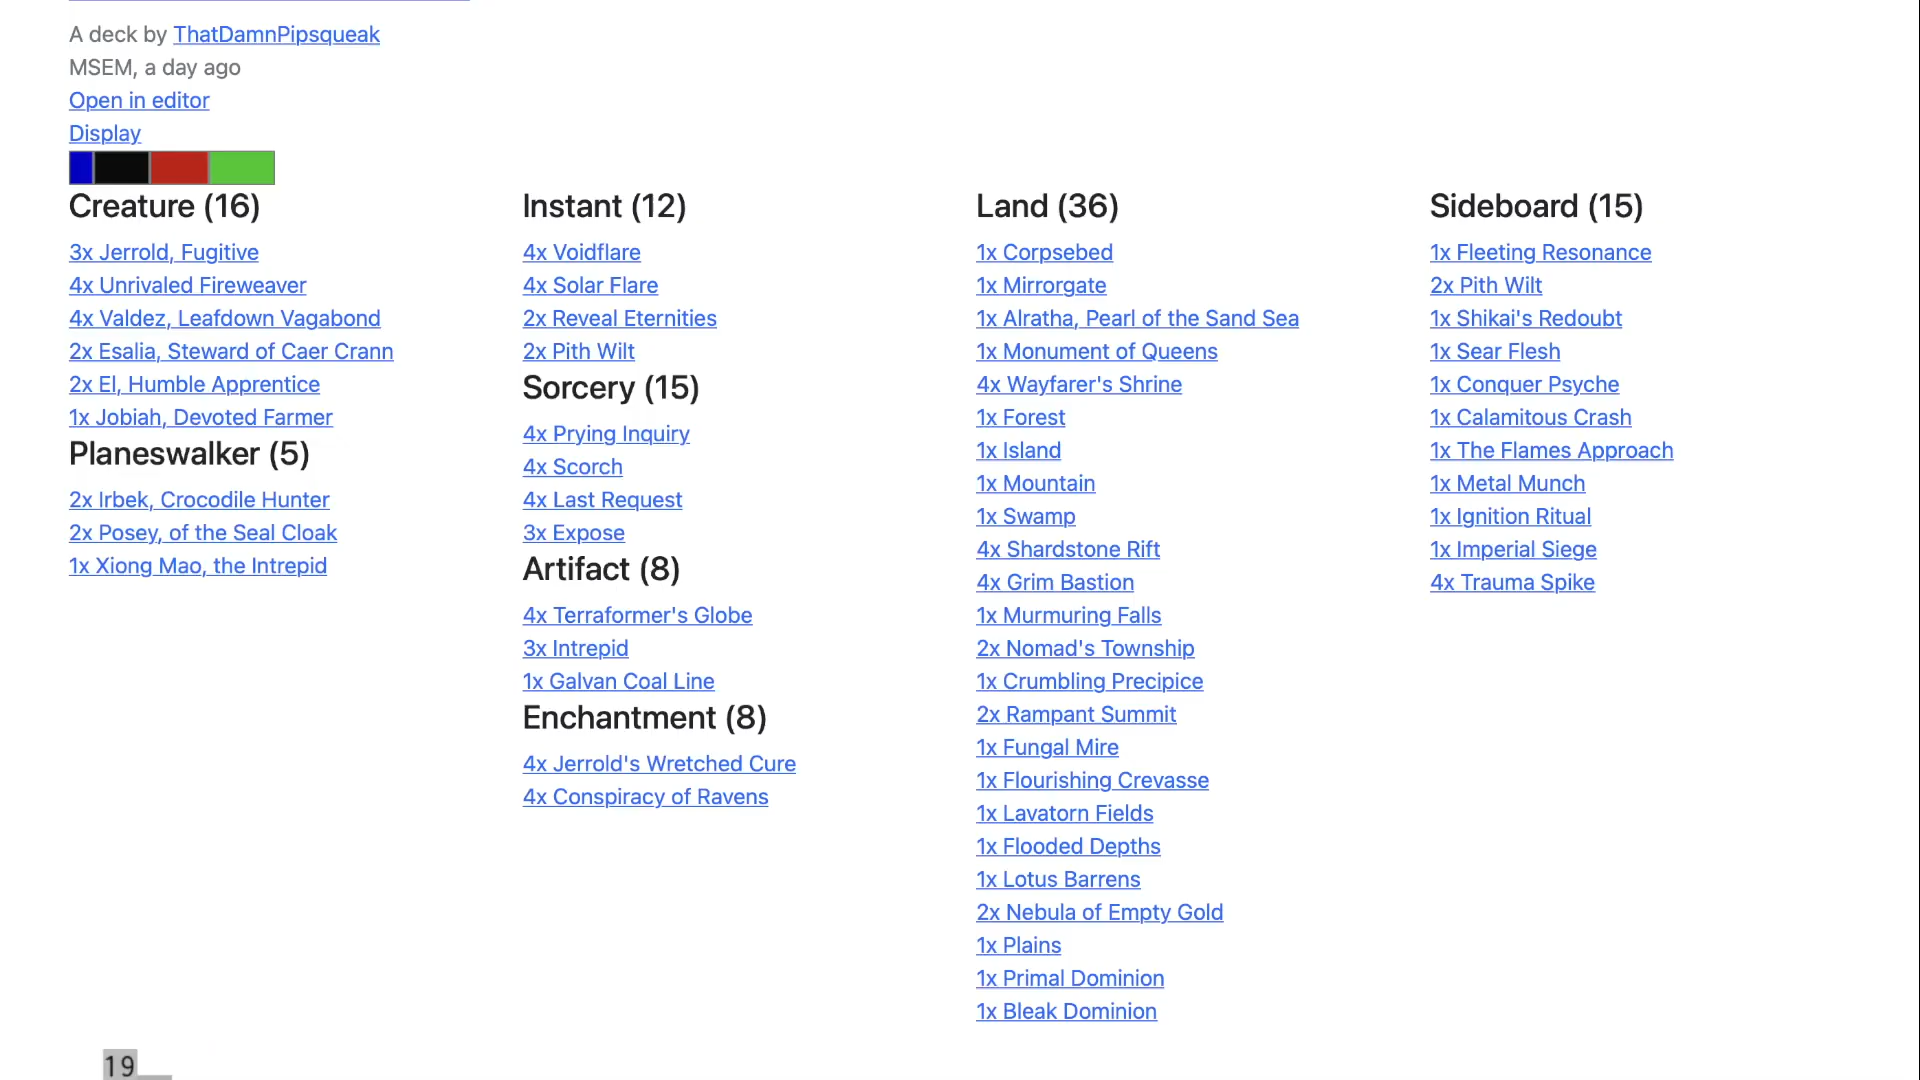 A deck by ThatDamnPipsqueak
MSEM, a day ago
Open in editor
Display
Creature (16)
3x Jerrold, Fugitive
4x Unrivaled Fireweaver
4x Valdez, Leafdown Vagabond
2x Esalia, Steward of Caer Crann
2x El, Humble Apprentice
1x Jobiah, Devoted Farmer
Planeswalker (5)
2x Irbek, Crocodile Hunter
2x Posey, of the Seal Cloak
1x Xiong Mao, the Intrepid
Instant (12)
4x Voidflare
4x Solar Flare
2x Reveal Eternities
2x Pith Wilt
Sorcery (15)
4x Prying Inquiry
4x Scorch
4x Last Request
3x Expose
Artifact (8)
4x Terraformer's Globe
3x Intrepid
1x Galvan Coal Line
Enchantment (8)
4x Jerrold's Wretched Cure
4x Conspiracy of Ravens
Land (36)
1x Corpsebed
1x Mirrorgate
1x Alratha, Pearl of the Sand Sea
1x Monument of Queens
4x Wayfarer's Shrine
1x Forest
1x Island
1x Mountain
1x Swamp
4x Shardstone Rift
4x Grim Bastion
1x Murmuring Falls
2x Nomad's Township
1x Crumbling Precipice
2x Rampant Summit
1x Fungal Mire
1x Flourishing Crevasse
1x Lavatorn Fields
1x Flooded Depths
1x Lotus Barrens
2x Nebula of Empty Gold
1x Plains
1x Primal Dominion
1x Bleak Dominion
Sideboard (15)
1x Fleeting Resonance
2x Pith Wilt
1x Shikai's Redoubt
1x Sear Flesh
1x Conquer Psyche
1x Calamitous Crash
1x The Flames Approach
1x Metal Munch
1x Ignition Ritual
1x Imperial Siege
4x Trauma Spike
19